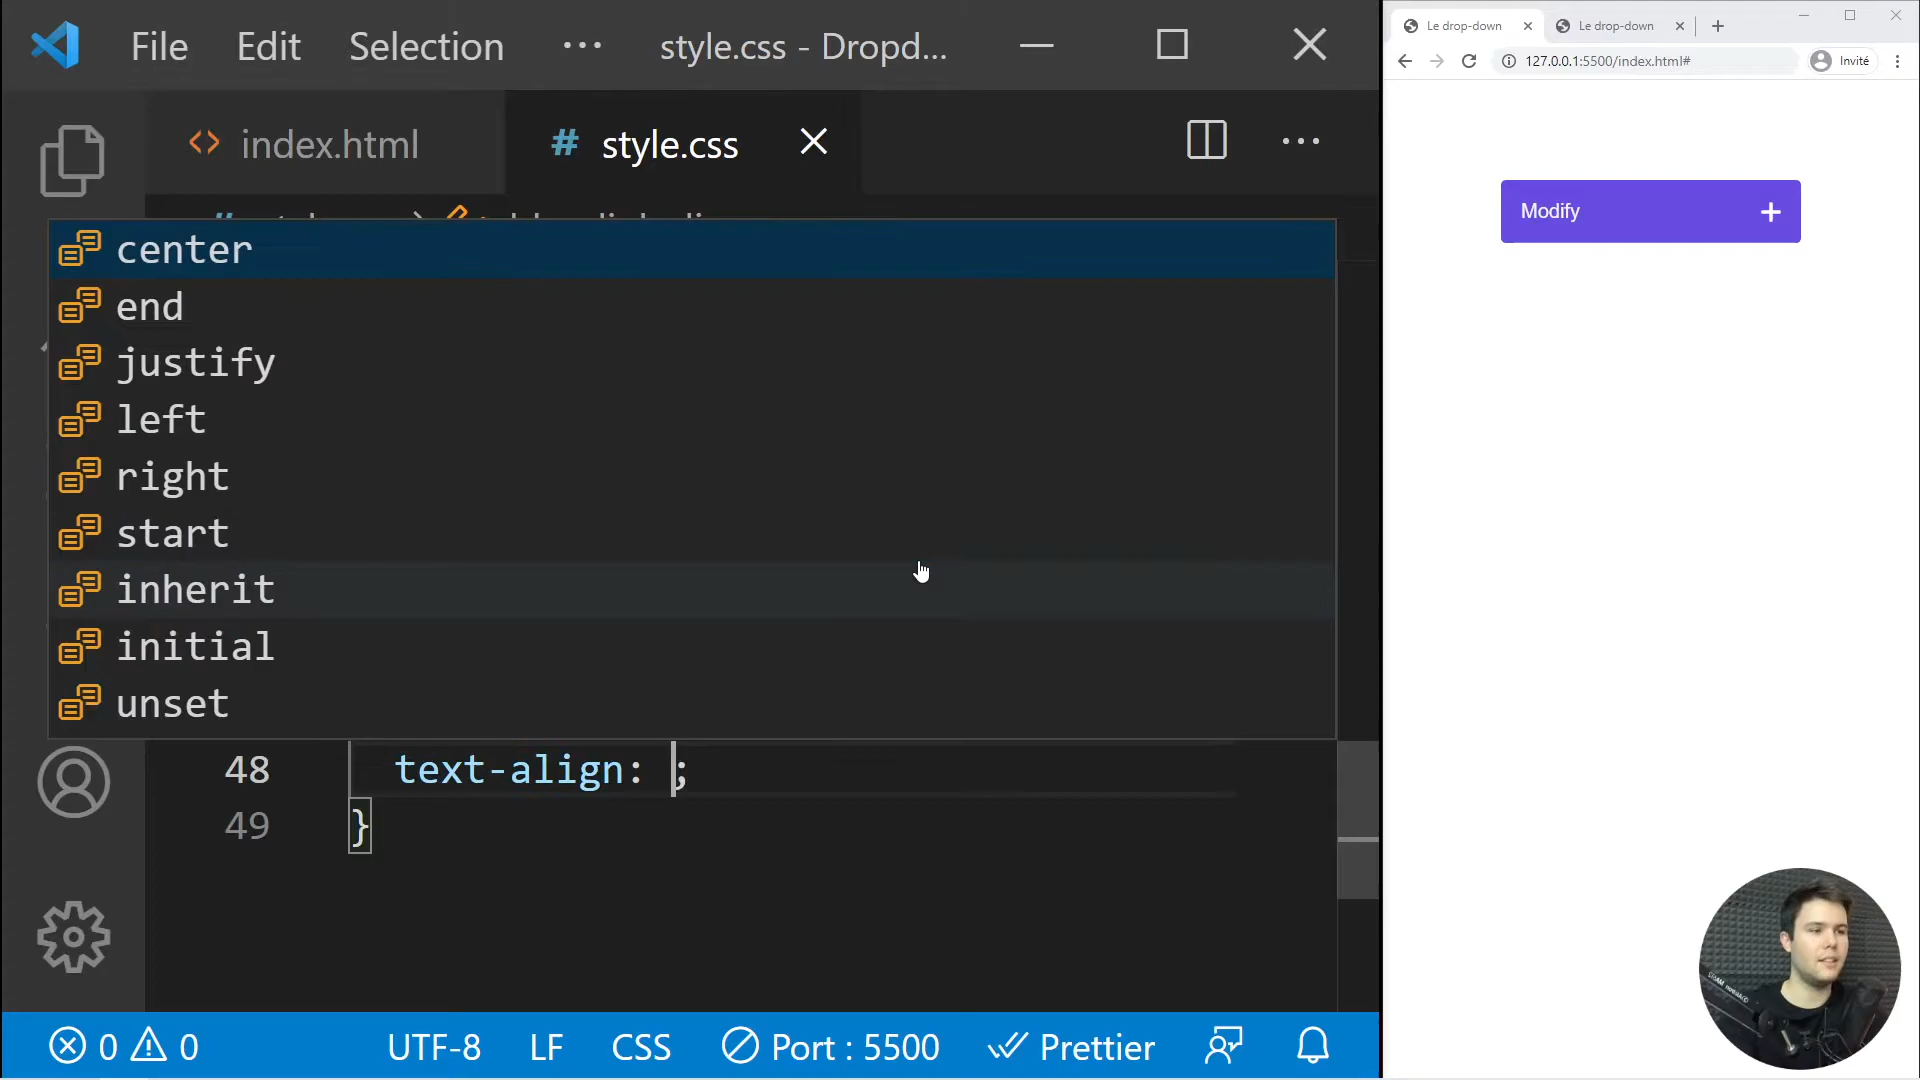 File Edit Selection ··· style.css - Dropd...
index.html
# style.css
center
end
justify
left
right
start
inherit
initial
unset
48 text-align: ;
49 }
0 0 UTF-8 LF CSS Port : 5500 Prettier
Le drop-down
Le drop-down
127.0.0.1:5500/index.html#
Invité
Modify +